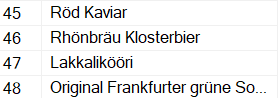 45 Röd Kaviar
46 Rhönbräu Klosterbier
47 Lakkalikööri
48 Original Frankfurter grüne So...